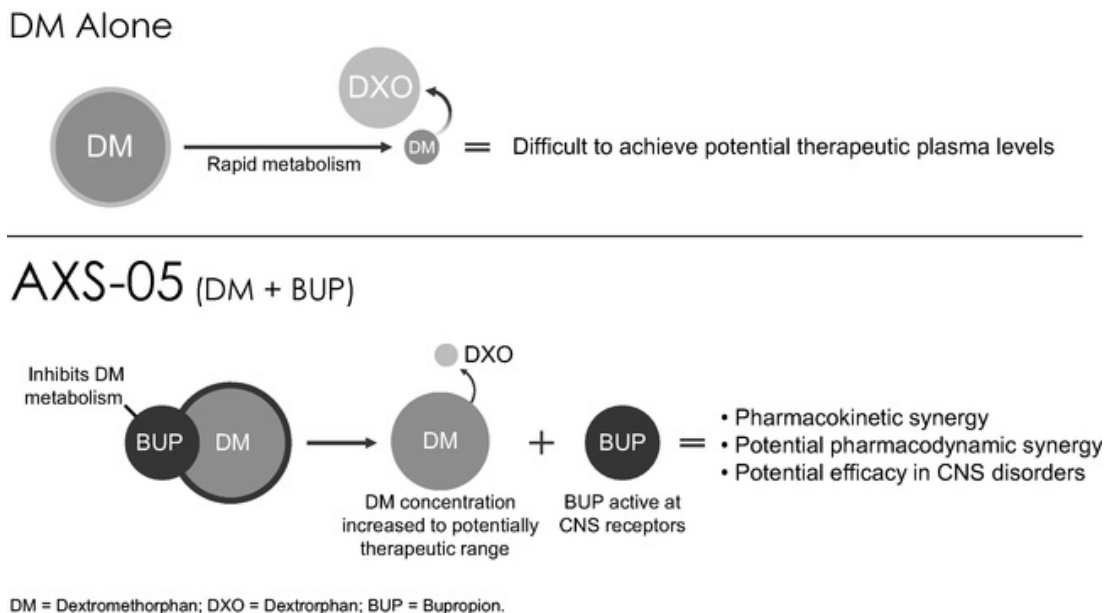 DM Alone
DXO
DM
DM
Rapid metabolism
= Difficult to achieve potential therapeutic plasma levels
AXS-05 (DM + BUP)
Inhibits DM
metabolism
BUP
DM
DXO
DM
+
BUP
=
DM concentration
increased to potentially
therapeutic range
BUP active at
CNS receptors
• Pharmacokinetic synergy
• Potential pharmacodynamic synergy
• Potential efficacy in CNS disorders
DM = Dextromethorphan; DXO = Dextrorphan; BUP = Bupropion.